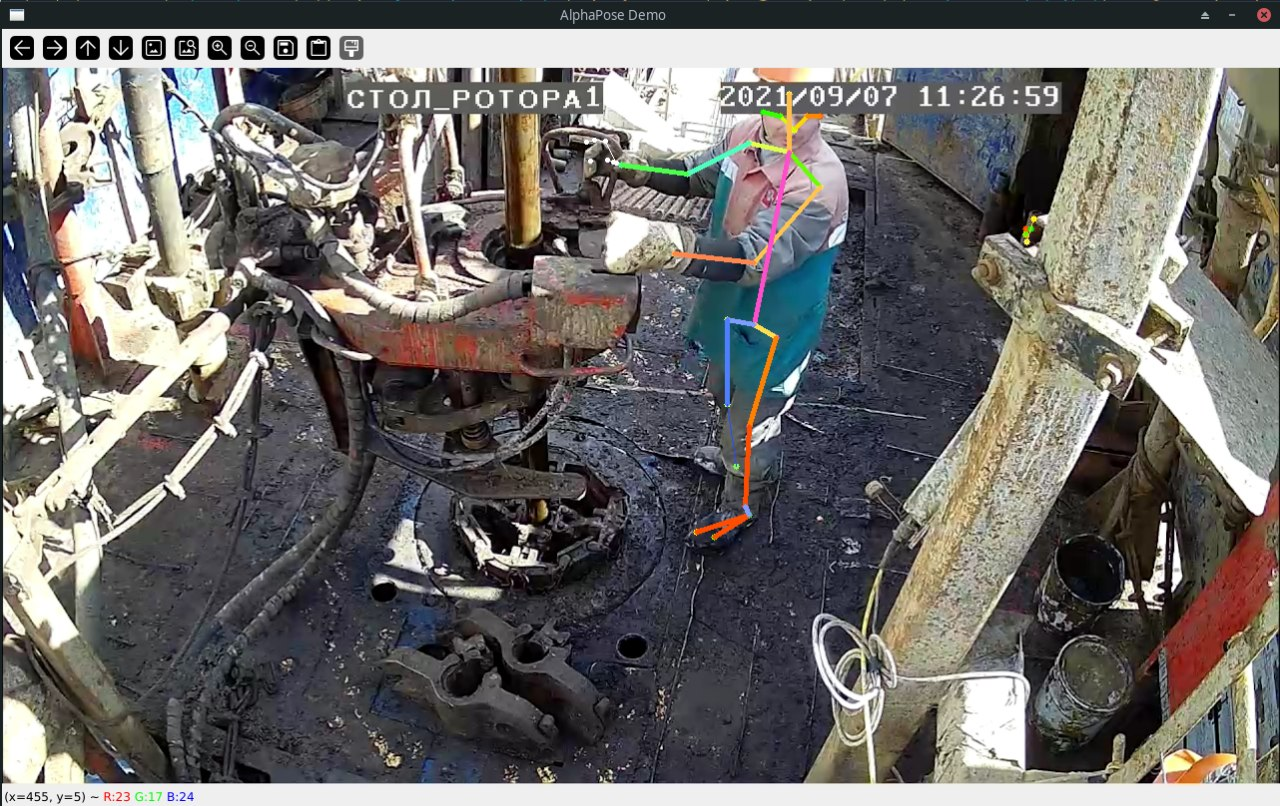 AlphaPose Demo
СТОЛ_РОТОРА1
2021/09/07 11:26:59
(x=455, y=5) ~ R:23 G:17 B:24